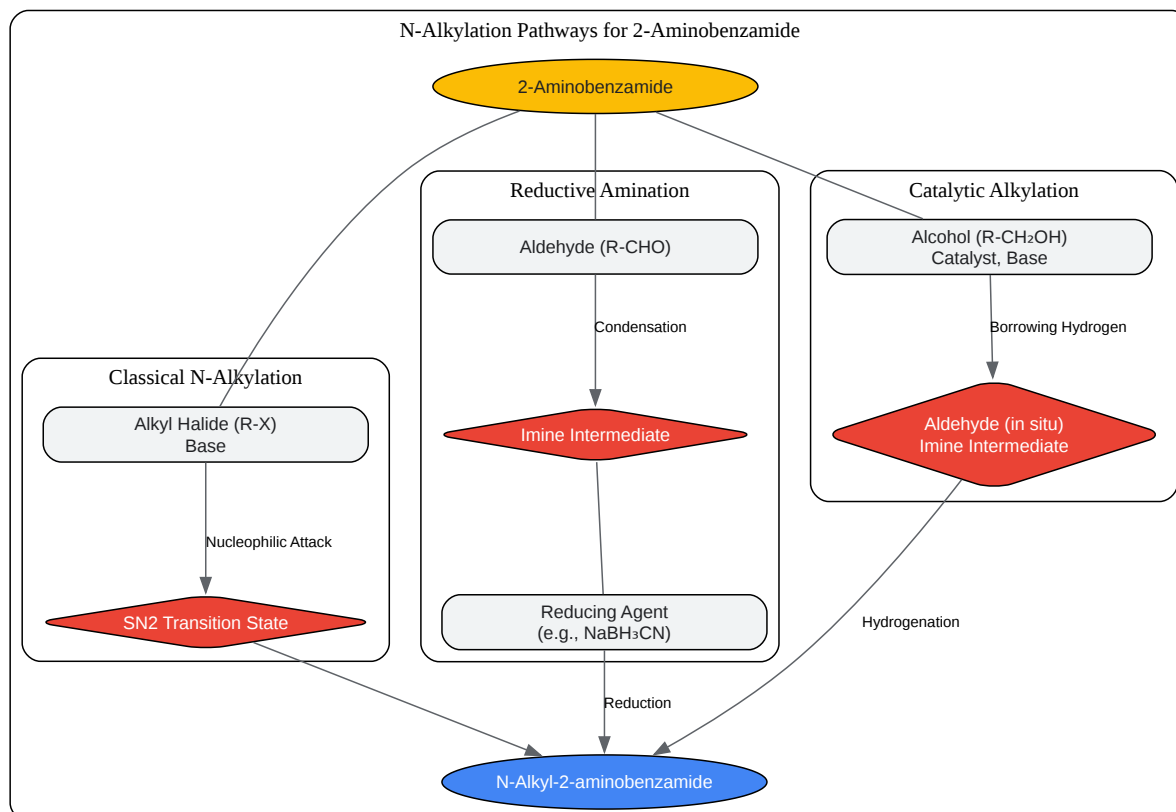 N-Alkylation Pathways for 2-Aminobenzamide
2-Aminobenzamide
Reductive Amination
Catalytic Alkylation
Aldehyde (R-CHO)
Alcohol (R-CH₂OH)
Catalyst, Base
Condensation
Borrowing Hydrogen
Classical N-Alkylation
Alkyl Halide (R-X)
Base
Imine Intermediate
Aldehyde (in situ)
Imine Intermediate
Nucleophilic Attack
SN2 Transition State
Reducing Agent
(e.g., NaBH₃CN)
Hydrogenation
Reduction
N-Alkyl-2-aminobenzamide